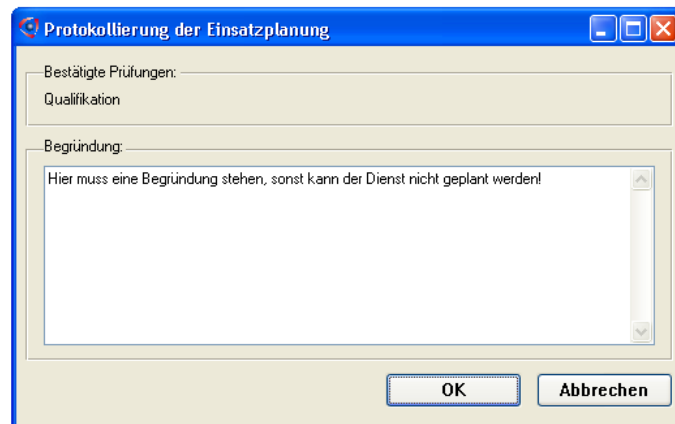 Protokollierung der Einsatzplanung
Bestätigte Prüfungen:
Qualifikation
Begründung:
Hier muss eine Begründung stehen, sonst kann der Dienst nicht geplant werden!
OK
Abbrechen